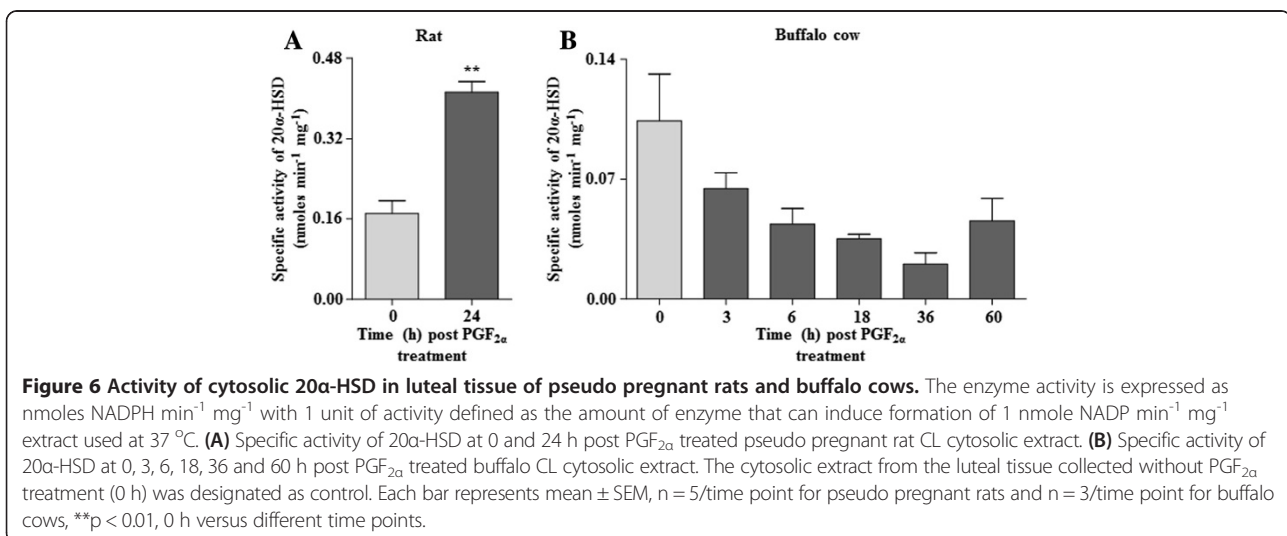 A
Rat
Specific activity of 20α-HSD
(nmoles min⁻¹ mg⁻¹)
0.48
0.32
0.16
0.00
**
0
24
Time (h) post PGF₂α
treatment
B
Buffalo cow
Specific activity of 20α-HSD
(nmoles min⁻¹ mg⁻¹)
0.14
0.07
0.00
0
3
6
18
36
60
Time (h) post PGF₂α
treatment
Figure 6 Activity of cytosolic 20α-HSD in luteal tissue of pseudo pregnant rats and buffalo cows. The enzyme activity is expressed as
nmoles NADPH min⁻¹ mg⁻¹ with 1 unit of activity defined as the amount of enzyme that can induce formation of 1 nmole NADP min⁻¹ mg⁻¹
extract used at 37 °C. (A) Specific activity of 20α-HSD at 0 and 24 h post PGF₂α treated pseudo pregnant rat CL cytosolic extract. (B) Specific activity of
20α-HSD at 0, 3, 6, 18, 36 and 60 h post PGF₂α treated buffalo CL cytosolic extract. The cytosolic extract from the luteal tissue collected without PGF₂α
treatment (0 h) was designated as control. Each bar represents mean ± SEM, n = 5/time point for pseudo pregnant rats and n = 3/time point for buffalo
cows, **p < 0.01, 0 h versus different time points.